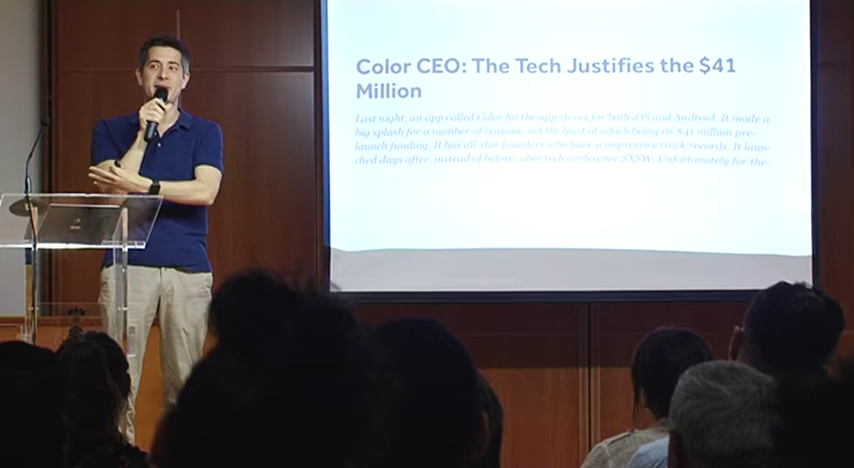 Color CEO: The Tech Justifies the $41
Million
Last night, an app called Color hit the app stores for both iOS and Android. It made a
big splash for a number of reasons, not the least of which being its $41 million pre-
launch funding. It has all-star founders who have a impressive track records. It laun-
ched days after, instead of before, uber tech conference SXSW. Unfortunately for the...